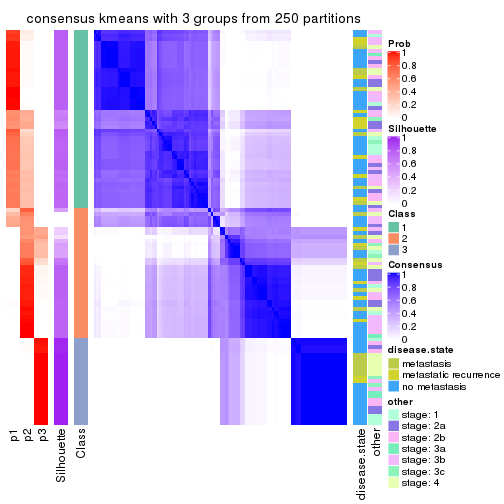 consensus kmeans with 3 groups from 250 partitions
p1
p2
p3
Silhouette
Class
disease.state
other
Prob
1
0.8
0.6
0.4
0.2
0
Silhouette
1
0.8
0.6
0.4
0.2
0
Class
1
2
3
Consensus
1
0.8
0.6
0.4
0.2
0
disease.state
metastasis
metastatic recurrence
no metastasis
other
stage: 1
stage: 2a
stage: 2b
stage: 3a
stage: 3b
stage: 3c
stage: 4